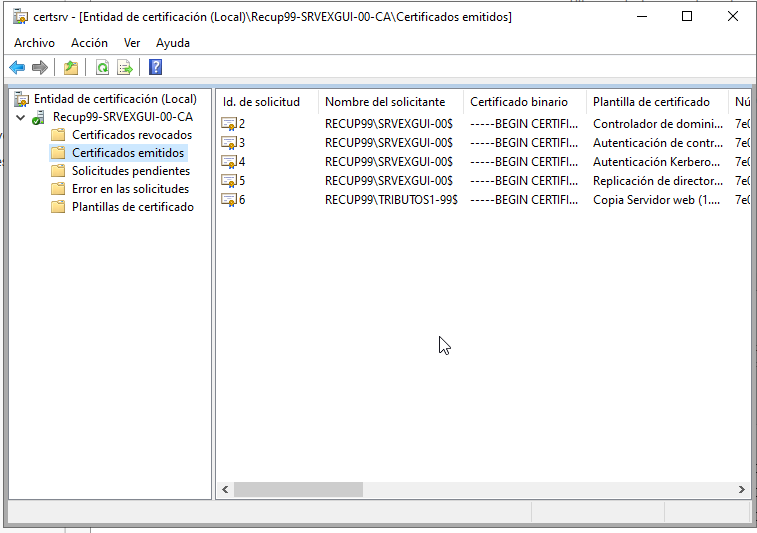 certsrv - [Entidad de certificación (Local)\Recup99-SRVEXGUI-00-CA\Certificados emitidos]
Archivo Acción Ver Ayuda
Entidad de certificación (Local)
Recup99-SRVEXGUI-00-CA
Certificados revocados
Certificados emitidos
Solicitudes pendientes
Error en las solicitudes
Plantillas de certificado
Id. de solicitud Nombre del solicitante Certificado binario Plantilla de certificado Nú
2 RECUP99\SRVEXGUI-00$ -----BEGIN CERTIFI... Controlador de domini... 7e0
3 RECUP99\SRVEXGUI-00$ -----BEGIN CERTIFI... Autenticación de contr... 7e0
4 RECUP99\SRVEXGUI-00$ -----BEGIN CERTIFI... Autenticación Kerbero... 7e0
5 RECUP99\SRVEXGUI-00$ -----BEGIN CERTIFI... Replicación de director... 7e0
6 RECUP99\TRIBUTOS1-99$ -----BEGIN CERTIFI... Copia Servidor web (1.... 7e0